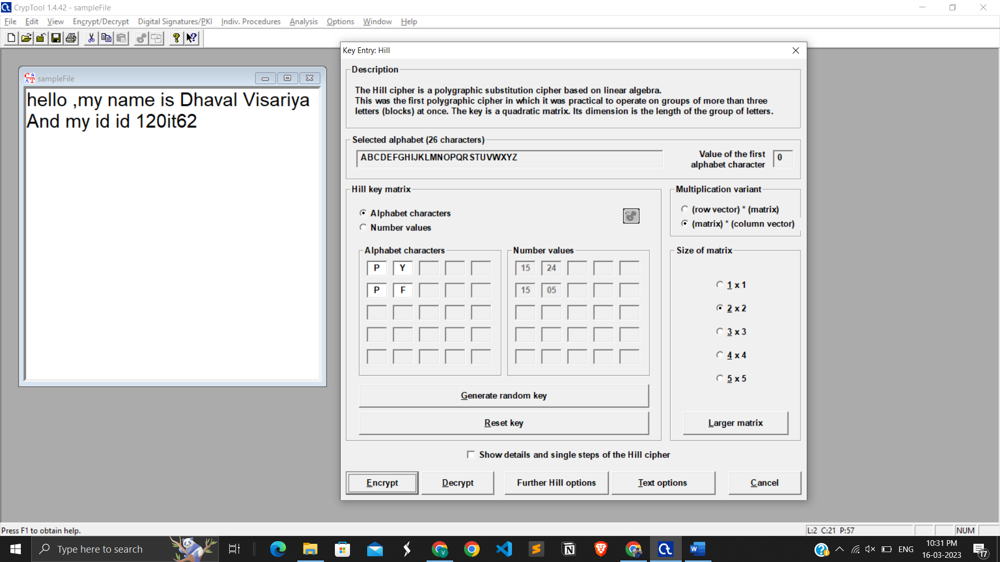 CrypTool 1.4.42 - sampleFile
File Edit View Encrypt/Decrypt Digital Signatures/PKI Indiv. Procedures Analysis Options Window Help
sampleFile
hello ,my name is Dhaval Visariya
And my id id 120it62
Key Entry: Hill
Description
The Hill cipher is a polygraphic substitution cipher based on linear algebra.
This was the first polygraphic cipher in which it was practical to operate on groups of more than three
letters (blocks) at once. The key is a quadratic matrix. Its dimension is the length of the group of letters.
Selected alphabet (26 characters)
ABCDEFGHIJKLMNOPQRSTUVWXYZ
Value of the first
alphabet character
0
Hill key matrix
Alphabet characters
Number values
Multiplication variant
(row vector) * (matrix)
(matrix) * (column vector)
Alphabet characters
P Y
P F
Number values
15 24
15 05
Size of matrix
1 x 1
2 x 2
3 x 3
4 x 4
5 x 5
Generate random key
Reset key
Larger matrix
Show details and single steps of the Hill cipher
Encrypt Decrypt Further Hill options Text options Cancel
Press F1 to obtain help.
L:2 C:21 P:57 NUM
Type here to search
ENG
10:31 PM
16-03-2023
17